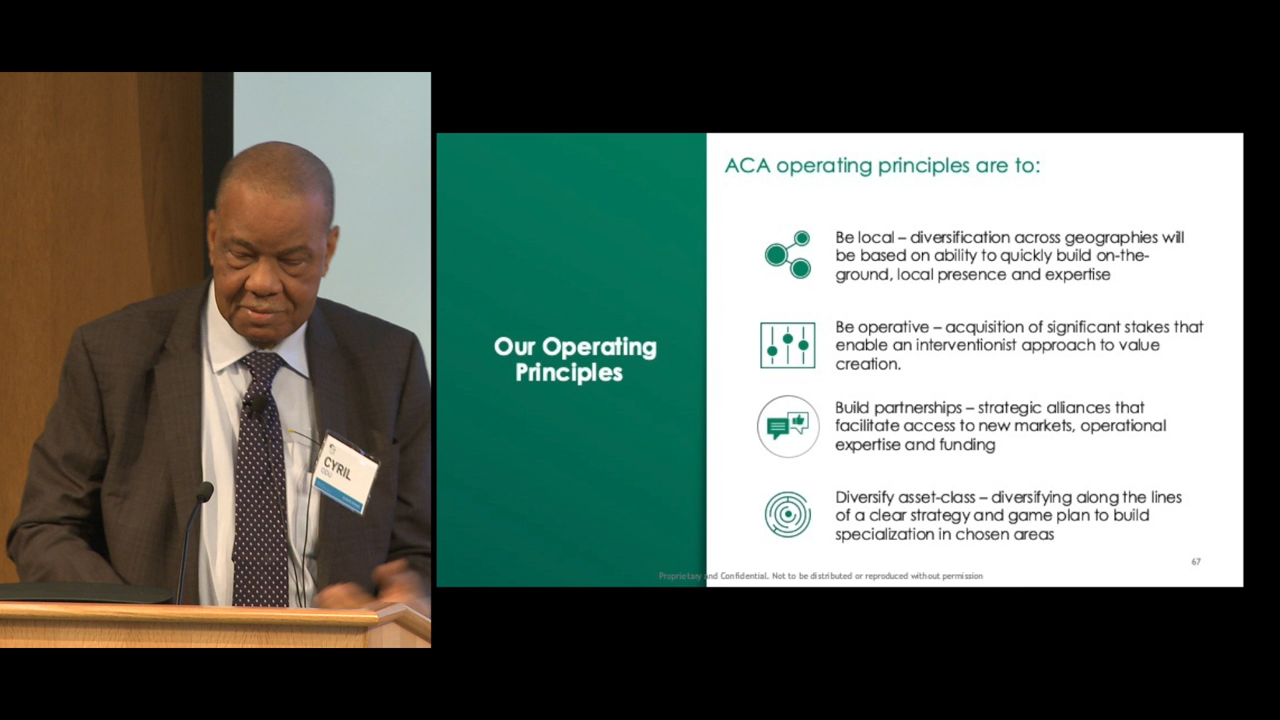 CYRIL
ODU
Our Operating
Principles
ACA operating principles are to:
Be local – diversification across geographies will
be based on ability to quickly build on-the-
ground, local presence and expertise
Be operative – acquisition of significant stakes that
enable an interventionist approach to value
creation.
Build partnerships – strategic alliances that
facilitate access to new markets, operational
expertise and funding
Diversify asset-class – diversifying along the lines
of a clear strategy and game plan to build
specialization in chosen areas
67
Proprietary and Confidential. Not to be distributed or reproduced without permission